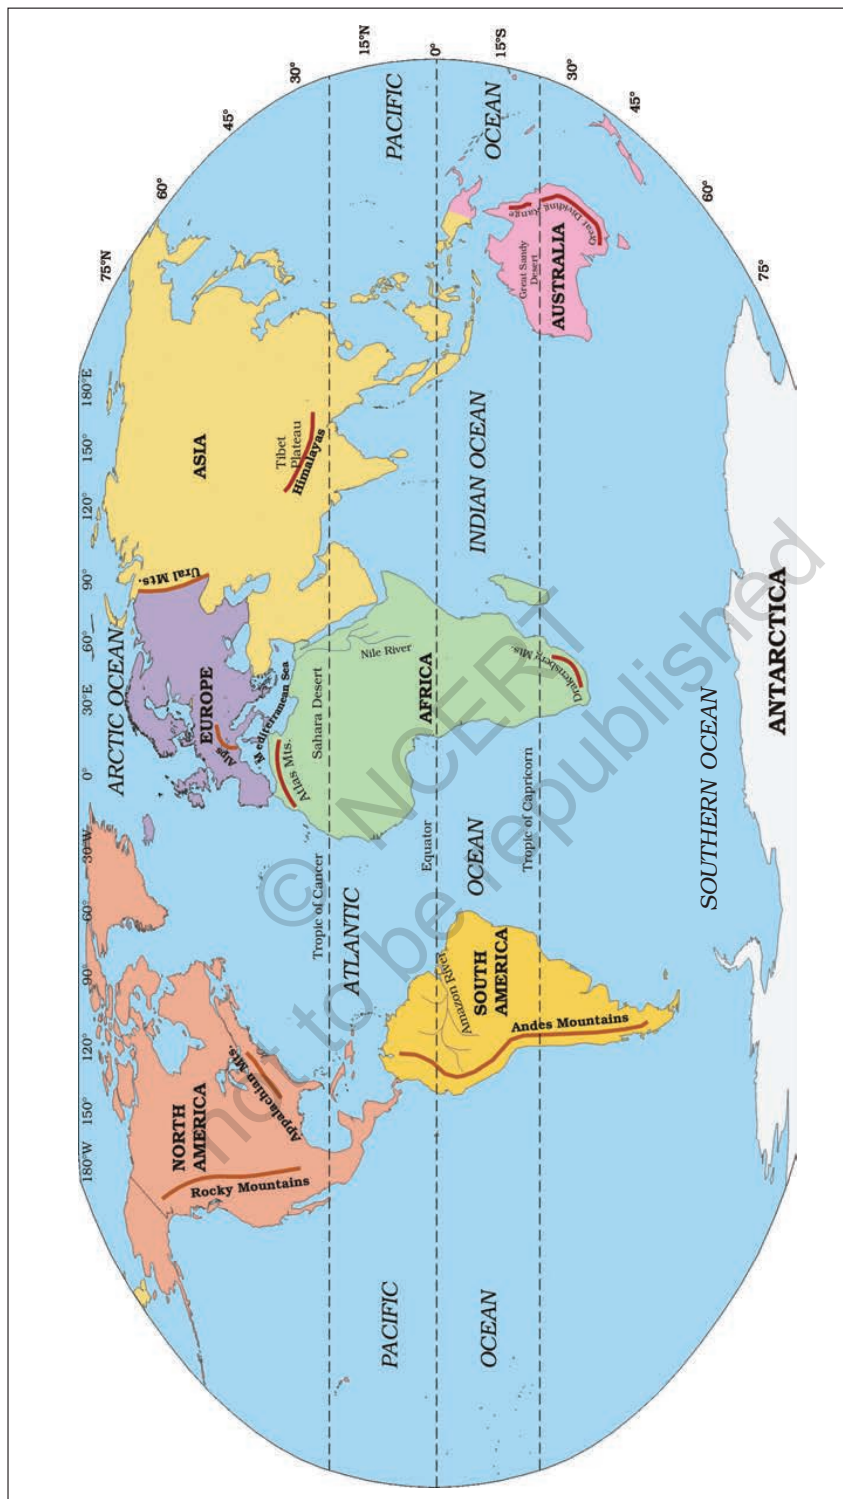 180°W
150°
120°
90°
60°
30°W
0°
30°E
60°
90°
120°
150°
180°E
75°N
60°
45°
30°
15°N
0°
15°S
30°
45°
60°
75°
ARCTIC OCEAN
NORTH
AMERICA
Rocky Mountains
Appalachian Mts.
EUROPE
Alps
Ural Mts.
Mediterranean Sea
ASIA
Tibet
Plateau
Himalayas
Atlas Mts.
Sahara Desert
Nile River
AFRICA
Drakensberg Mts.
Tropic of Cancer
Equator
Tropic of Capricorn
PACIFIC
OCEAN
ATLANTIC
OCEAN
INDIAN OCEAN
PACIFIC
OCEAN
SOUTH
AMERICA
Amazon River
Andes Mountains
Great Sandy
Desert
AUSTRALIA
Great Dividing
Range
SOUTHERN OCEAN
ANTARCTICA
© NCERT
not to be republished